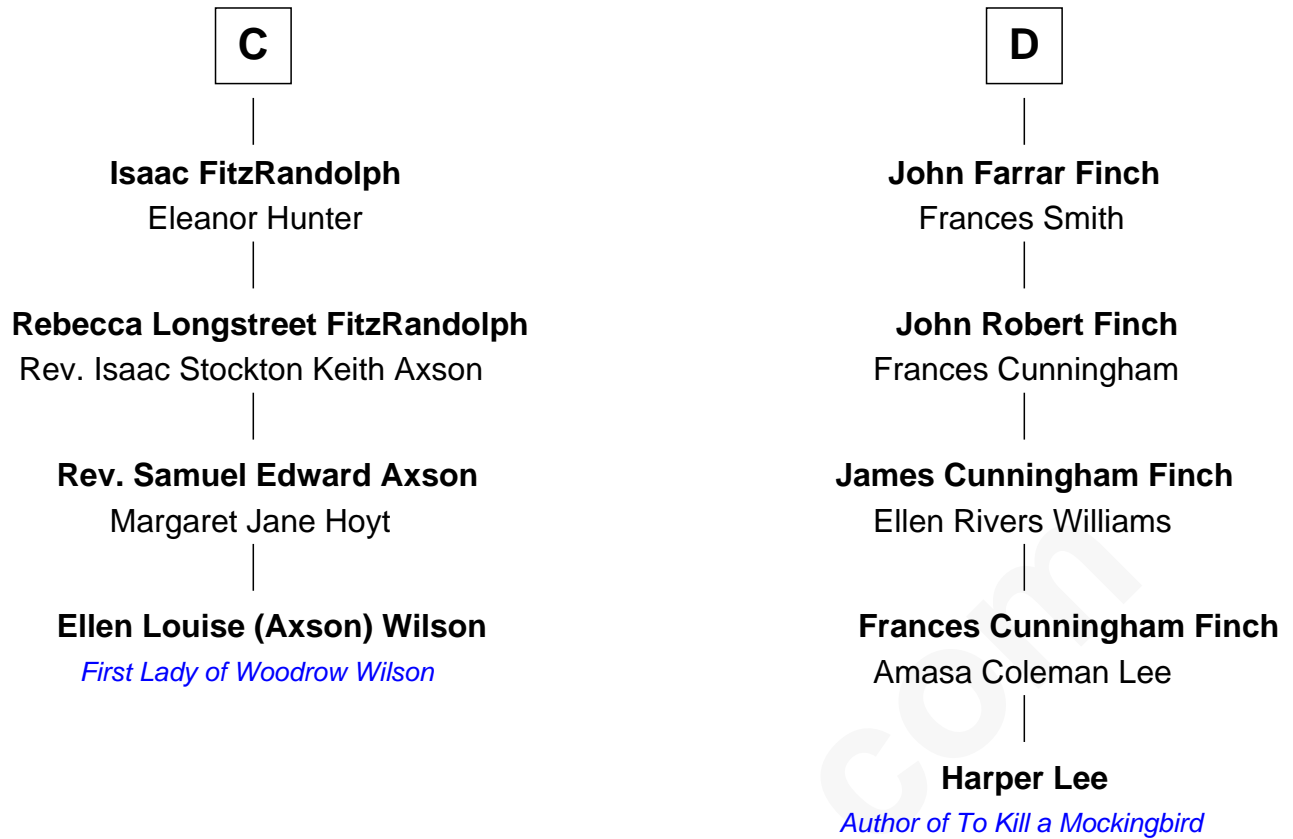 C
Isaac FitzRandolph
Eleanor Hunter
Rebecca Longstreet FitzRandolph
Rev. Isaac Stockton Keith Axson
Rev. Samuel Edward Axson
Margaret Jane Hoyt
Ellen Louise (Axson) Wilson
First Lady of Woodrow Wilson
D
John Farrar Finch
Frances Smith
John Robert Finch
Frances Cunningham
James Cunningham Finch
Ellen Rivers Williams
Frances Cunningham Finch
Amasa Coleman Lee
Harper Lee
Author of To Kill a Mockingbird
com